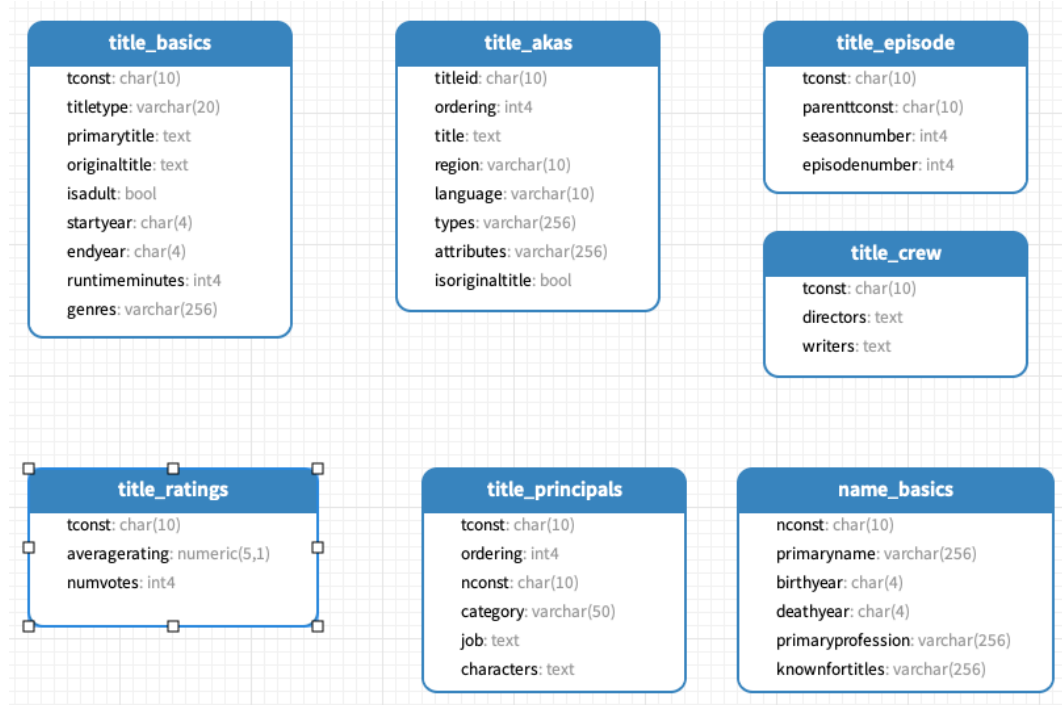 title_basics
tconst: char(10)
titletype: varchar(20)
primarytitle: text
originaltitle: text
isadult: bool
startyear: char(4)
endyear: char(4)
runtimeminutes: int4
genres: varchar(256)
title_akas
titleid: char(10)
ordering: int4
title: text
region: varchar(10)
language: varchar(10)
types: varchar(256)
attributes: varchar(256)
isoriginaltitle: bool
title_episode
tconst: char(10)
parenttconst: char(10)
seasonnumber: int4
episodenumber: int4
title_crew
tconst: char(10)
directors: text
writers: text
title_ratings
tconst: char(10)
averagerating: numeric(5,1)
numvotes: int4
title_principals
tconst: char(10)
ordering: int4
nconst: char(10)
category: varchar(50)
job: text
characters: text
name_basics
nconst: char(10)
primaryname: varchar(256)
birthyear: char(4)
deathyear: char(4)
primaryprofession: varchar(256)
knownfortitles: varchar(256)